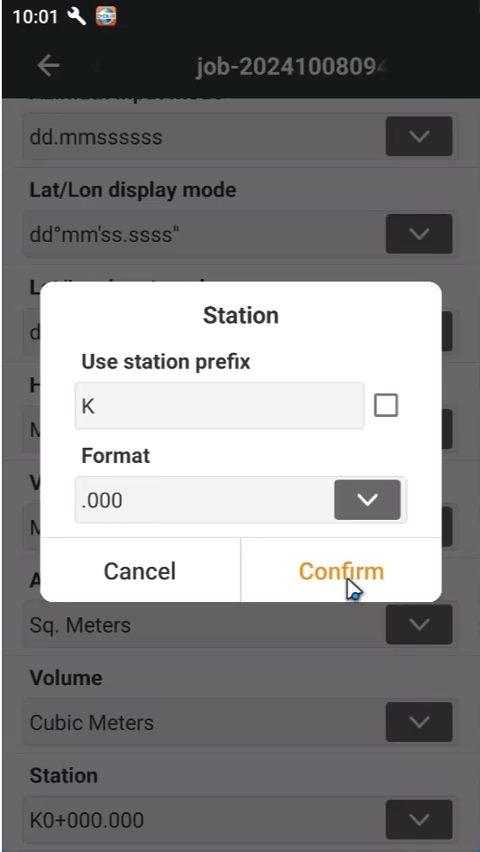 10:01
job-2024100809
dd.mmssssss
Lat/Lon display mode
dd°mm'ss.ssss"
Station
Use station prefix
K
Format
.000
Cancel
Confirm
Sq. Meters
Volume
Cubic Meters
Station
K0+000.000